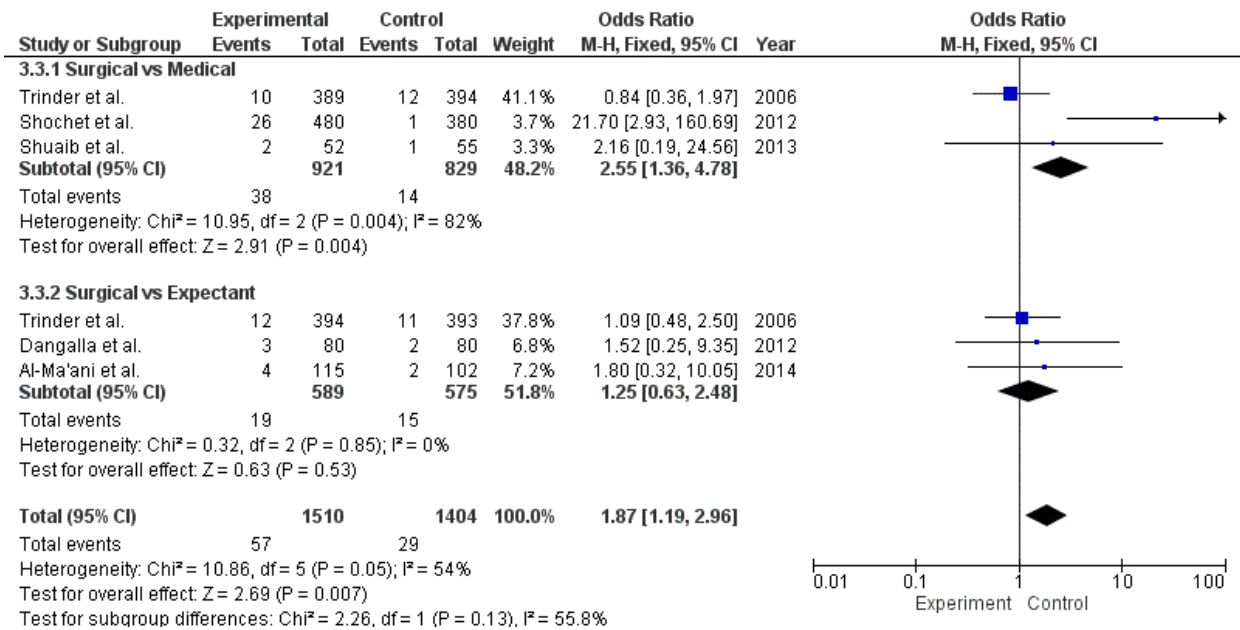 Experimental Control Odds Ratio Odds Ratio
Study or Subgroup Events Total Events Total Weight M-H, Fixed, 95% CI Year M-H, Fixed, 95% CI
3.3.1 Surgical vs Medical
Trinder et al. 10 389 12 394 41.1% 0.84 [0.36, 1.97] 2006
Shochet et al. 26 480 1 380 3.7% 21.70 [2.93, 160.69] 2012
Shuaib et al. 2 52 1 55 3.3% 2.16 [0.19, 24.56] 2013
Subtotal (95% CI) 921 829 48.2% 2.55 [1.36, 4.78]
Total events 38 14
Heterogeneity: Chi² = 10.95, df = 2 (P = 0.004); I² = 82%
Test for overall effect: Z = 2.91 (P = 0.004)
3.3.2 Surgical vs Expectant
Trinder et al. 12 394 11 393 37.8% 1.09 [0.48, 2.50] 2006
Dangalla et al. 3 80 2 80 6.8% 1.52 [0.25, 9.35] 2012
Al-Ma'ani et al. 4 115 2 102 7.2% 1.80 [0.32, 10.05] 2014
Subtotal (95% CI) 589 575 51.8% 1.25 [0.63, 2.48]
Total events 19 15
Heterogeneity: Chi² = 0.32, df = 2 (P = 0.85); I² = 0%
Test for overall effect: Z = 0.63 (P = 0.53)
Total (95% CI) 1510 1404 100.0% 1.87 [1.19, 2.96]
Total events 57 29
Heterogeneity: Chi² = 10.86, df = 5 (P = 0.05); I² = 54%
Test for overall effect: Z = 2.69 (P = 0.007)
Test for subgroup differences: Chi² = 2.26, df = 1 (P = 0.13), I² = 55.8%
0.01 0.1 1 10 100
Experiment Control